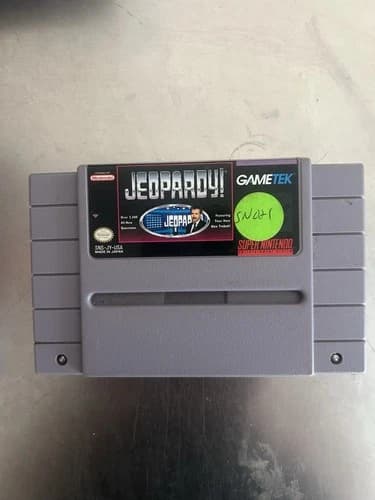 Nintendo
JEOPARDY!
GAMETEK
Over 3,500
All-New
Questions
JEOPARDY!
Featuring
Your Host
Alex Trebek!
SNS-JY-USA
MADE IN JAPAN
SUPER NINTENDO